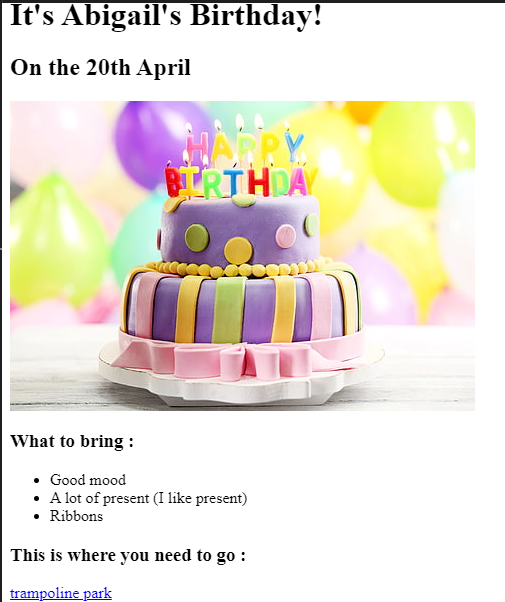 It's Abigail's Birthday!
On the 20th April
HAPPY
BIRTHDAY
What to bring :
Good mood
A lot of present (I like present)
Ribbons
This is where you need to go :
trampoline park